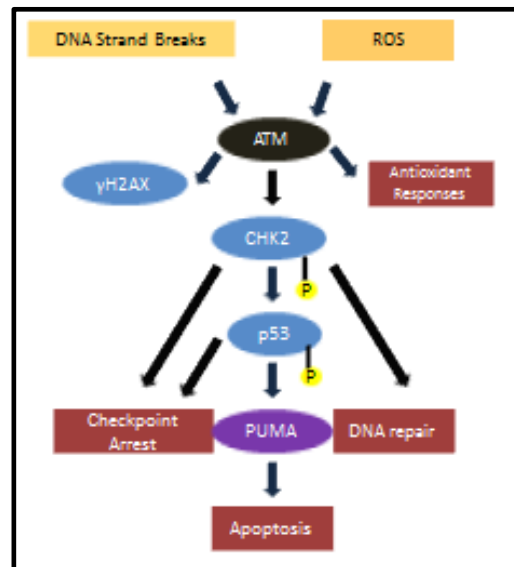 DNA Strand Breaks
ROS
ATM
γH2AX
Antioxidant
Responses
CHK2
P
p53
P
Checkpoint
Arrest
PUMA
DNA repair
Apoptosis